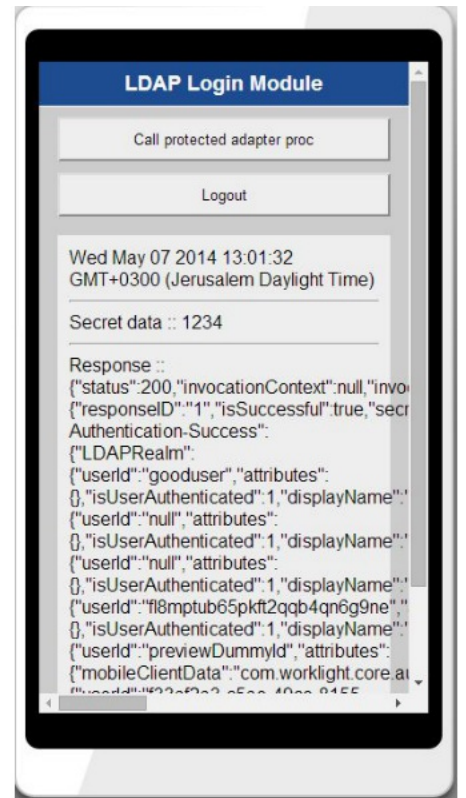 LDAP Login Module
Call protected adapter proc
Logout
Wed May 07 2014 13:01:32
GMT+0300 (Jerusalem Daylight Time)
Secret data :: 1234
Response ::
{"status":200,"invocationContext":null,"invo
{"responseID":"1","isSuccessful":true,"secr
Authentication-Success":
{"LDAPRealm":
{"userId":"gooduser","attributes":
{},"isUserAuthenticated":1,"displayName":"
{"userId":"null","attributes":
{},"isUserAuthenticated":1,"displayName":"
{"userId":"null","attributes":
{},"isUserAuthenticated":1,"displayName":"
{"userId":"fl8mptub65pkft2qqb4qn6g9ne","
{},"isUserAuthenticated":1,"displayName":"
{"userId":"previewDummyId","attributes":
{"mobileClientData":"com.worklight.core.au